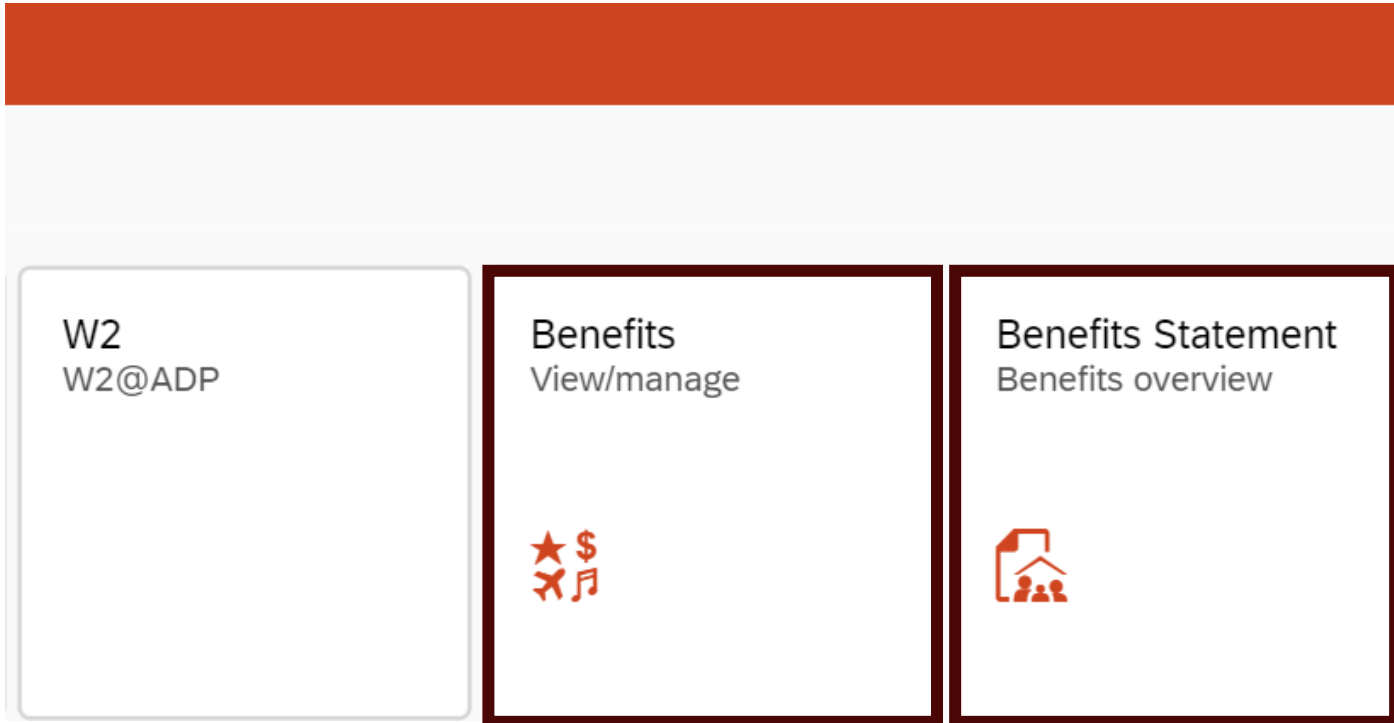 W2
W2@ADP
Benefits
View/manage
Benefits Statement
Benefits overview